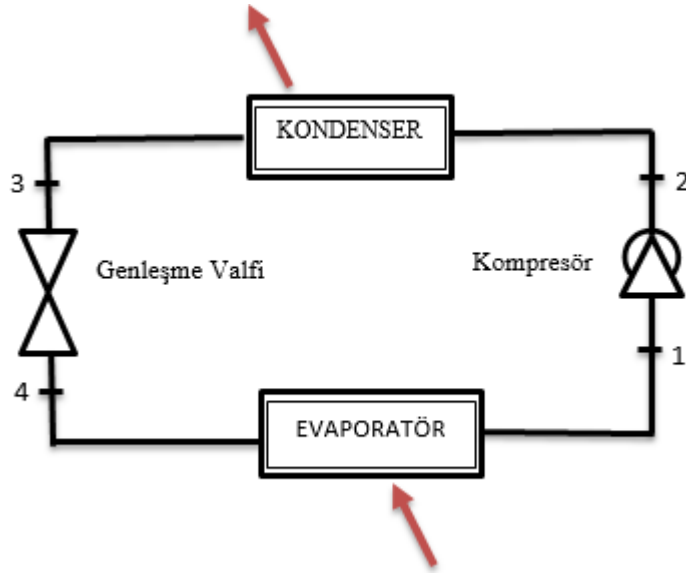 KONDENSER
3
2
Genleşme Valfi
Kompresör
1
4
EVAPORATÖR